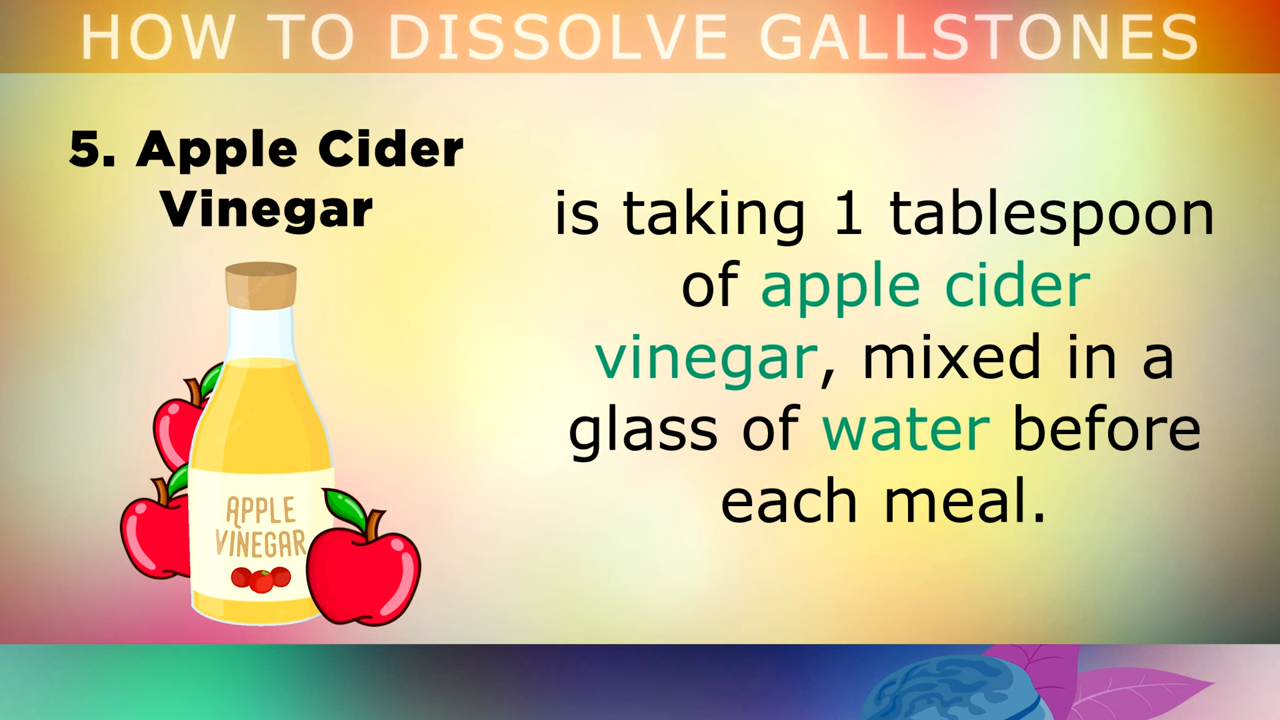 HOW TO DISSOLVE GALLSTONES
5. Apple Cider
Vinegar
is taking 1 tablespoon
of apple cider
vinegar, mixed in a
glass of water before
each meal.
APPLE
VINEGAR